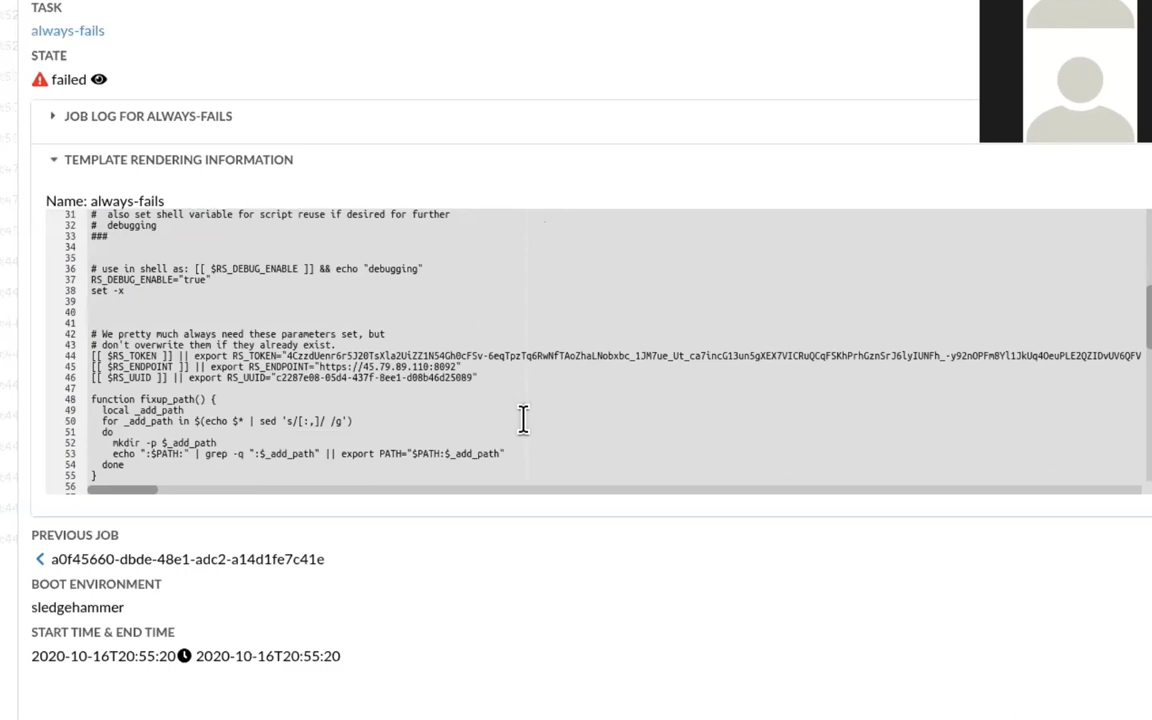 TASK
always-fails
STATE
failed
JOB LOG FOR ALWAYS-FAILS
TEMPLATE RENDERING INFORMATION
Name: always-fails
31 #  also set shell variable for script reuse if desired for further
32 #  debugging
33 ###
34
35
36 # use in shell as: [[ $RS_DEBUG_ENABLE ]] && echo "debugging"
37 RS_DEBUG_ENABLE="true"
38 set -x
39
40
41
42 # We pretty much always need these parameters set, but
43 # don't overwrite them if they already exist.
44 [[ $RS_TOKEN ]] || export RS_TOKEN="
45 [[ $RS_ENDPOINT ]] || export RS_ENDPOINT="https://45.79.89.110:8092"
46 [[ $RS_UUID ]] || export RS_UUID="c2287e08-05d4-437f-8ee1-d08b46d25089"
47
48 function fixup_path() {
49   local _add_path
50   for _add_path in $(echo $* | sed 's/[:,]/ /g')
51   do
52     mkdir -p $_add_path
53     echo ":$PATH:" | grep -q ":$_add_path" || export PATH="$PATH:$_add_path"
54   done
55 }
56
PREVIOUS JOB
a0f45660-dbde-48e1-adc2-a14d1fe7c41e
BOOT ENVIRONMENT
sledgehammer
START TIME & END TIME
2020-10-16T20:55:20 2020-10-16T20:55:20